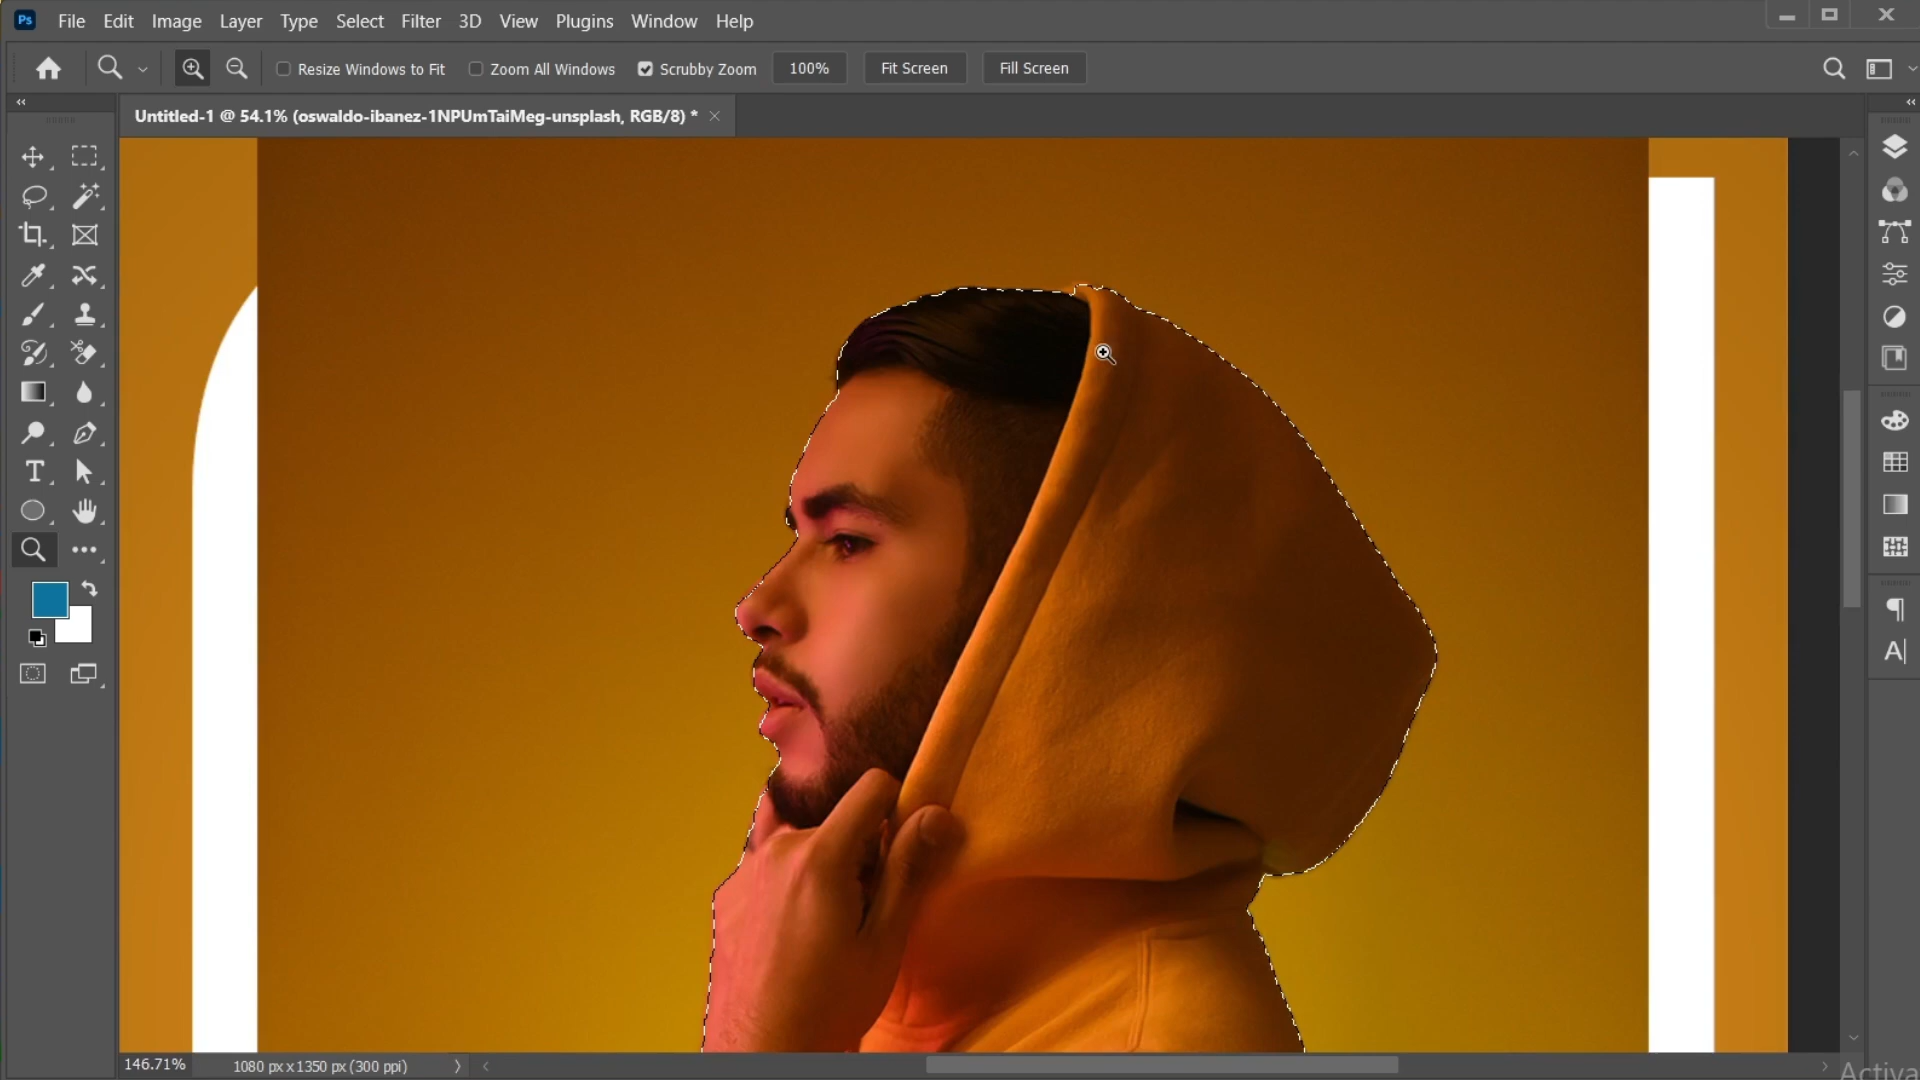 Ps File Edit Image Layer Type Select Filter 3D View Plugins Window Help
Resize Windows to Fit Zoom All Windows Scrubby Zoom 100% Fit Screen Fill Screen
Untitled-1 @ 54.1% (oswaldo-ibanez-1NPUmTaiMeg-unsplash, RGB/8) *
146.71% 1080 px x 1350 px (300 ppi)
Activa